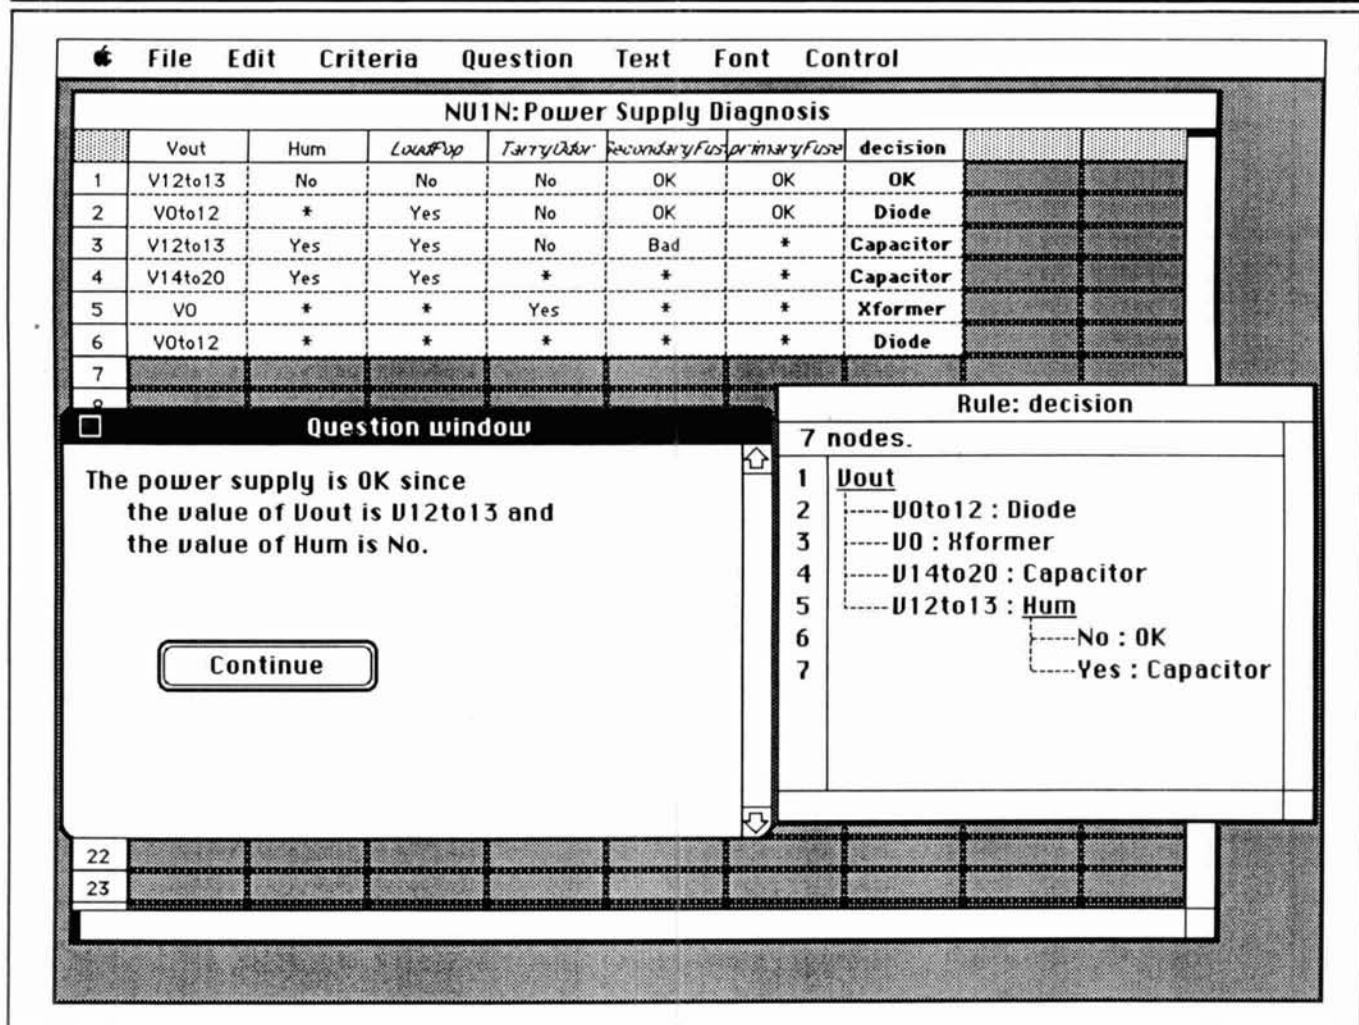 File Edit Criteria Question Text Font Control
NU1N:Power Supply Diagnosis
Vout Hum LoudPop TarryOdor SecondaryFus primaryFuse decision
1 V12to13 No No No OK OK OK
2 V0to12 * Yes No OK OK Diode
3 V12to13 Yes Yes No Bad * Capacitor
4 V14to20 Yes Yes * * * Capacitor
5 V0 * * Yes * * Xformer
6 V0to12 * * * * * Diode
7
Question window
The power supply is OK since
the value of Vout is V12to13 and
the value of Hum is No.
Continue
Rule: decision
7 nodes.
1 Vout
2 V0to12 : Diode
3 V0 : Xformer
4 V14to20 : Capacitor
5 V12to13 : Hum
6 No : OK
7 Yes : Capacitor
22
23